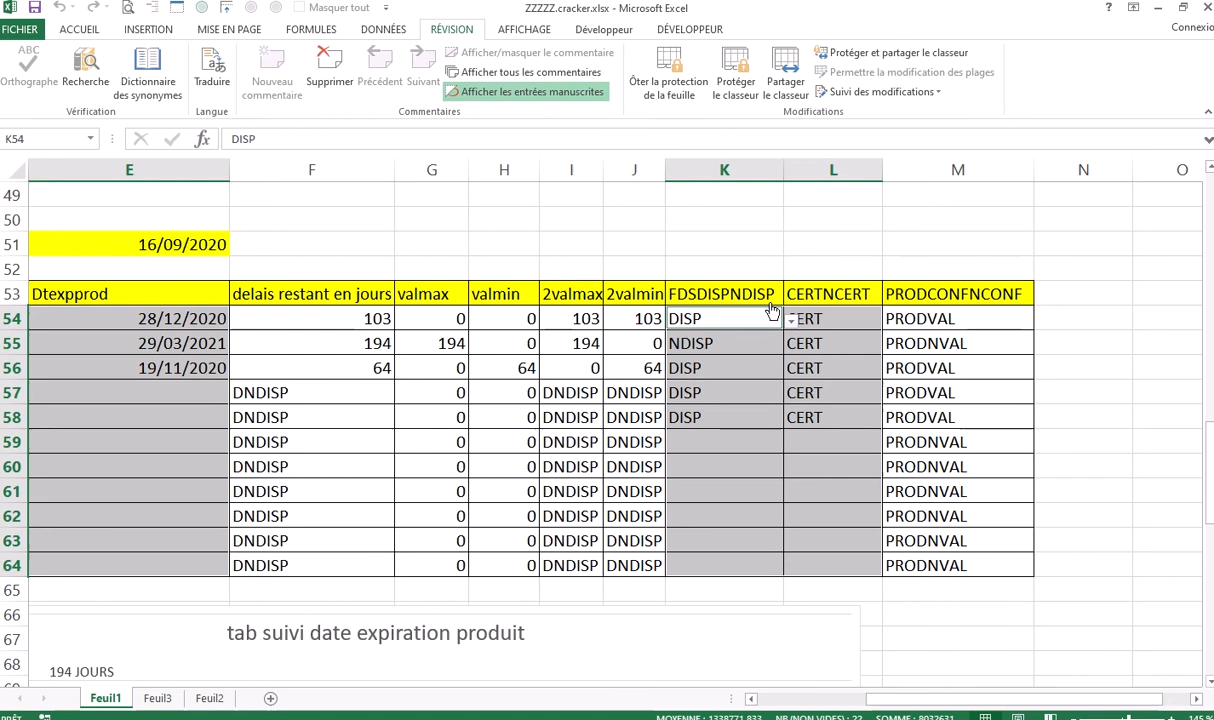 Masquer tout
ZZZZZ.cracker.xlsx - Microsoft Excel
?
FICHIER ACCUEIL INSERTION MISE EN PAGE FORMULES DONNÉES RÉVISION AFFICHAGE Développeur DÉVELOPPEUR
Connexio
ABC
Orthographe
Recherche
Dictionnaire
des synonymes
Vérification
Traduire
Langue
Nouveau
commentaire
Supprimer
Précédent
Suivant
Afficher/masquer le commentaire
Afficher tous les commentaires
Afficher les entrées manuscrites
Commentaires
Ôter la protection
de la feuille
Protéger
le classeur
Partager
le classeur
Protéger et partager le classeur
Permettre la modification des plages
Suivi des modifications
Modifications
K54 fx DISP
E F G H I J K L M N O
49
50
51 16/09/2020
52
53 Dtexpprod delais restant en jours valmax valmin 2valmax 2valmin FDSDISPNDISP CERTNCERT PRODCONFNCONF
54 28/12/2020 103 0 0 103 103 DISP ERT PRODVAL
55 29/03/2021 194 194 0 194 0 NDISP CERT PRODNVAL
56 19/11/2020 64 0 64 0 64 DISP CERT PRODVAL
57 DNDISP 0 0 DNDISP DNDISP DISP CERT PRODVAL
58 DNDISP 0 0 DNDISP DNDISP DISP CERT PRODVAL
59 DNDISP 0 0 DNDISP DNDISP PRODNVAL
60 DNDISP 0 0 DNDISP DNDISP PRODNVAL
61 DNDISP 0 0 DNDISP DNDISP PRODNVAL
62 DNDISP 0 0 DNDISP DNDISP PRODNVAL
63 DNDISP 0 0 DNDISP DNDISP PRODNVAL
64 DNDISP 0 0 DNDISP DNDISP PRODNVAL
65
66
67 tab suivi date expiration produit
68 194 JOURS
Feuil1 Feuil3 Feuil2
PRÊT MOYENNE : 1338771,833 NB (NON VIDES) : 22 SOMME : 8032631 145 %